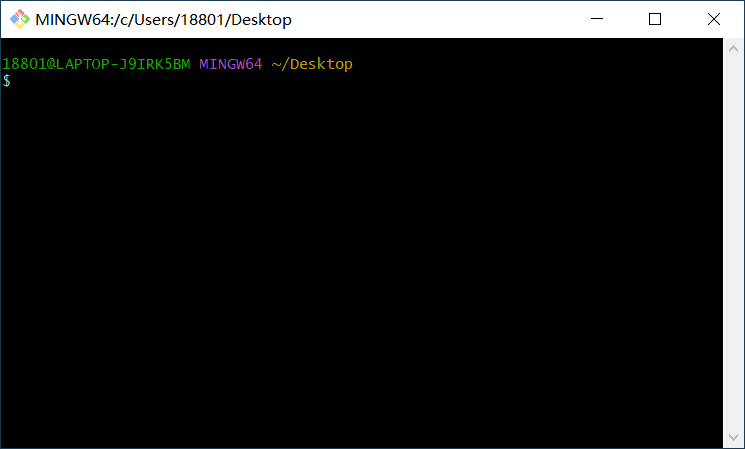 MINGW64:/c/Users/18801/Desktop
18801@LAPTOP-J9IRK5BM MINGW64 ~/Desktop
$